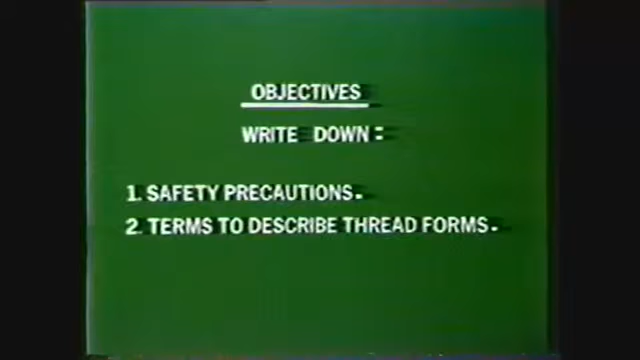 OBJECTIVES
WRITE DOWN:
1. SAFETY PRECAUTIONS.
2. TERMS TO DESCRIBE THREAD FORMS.